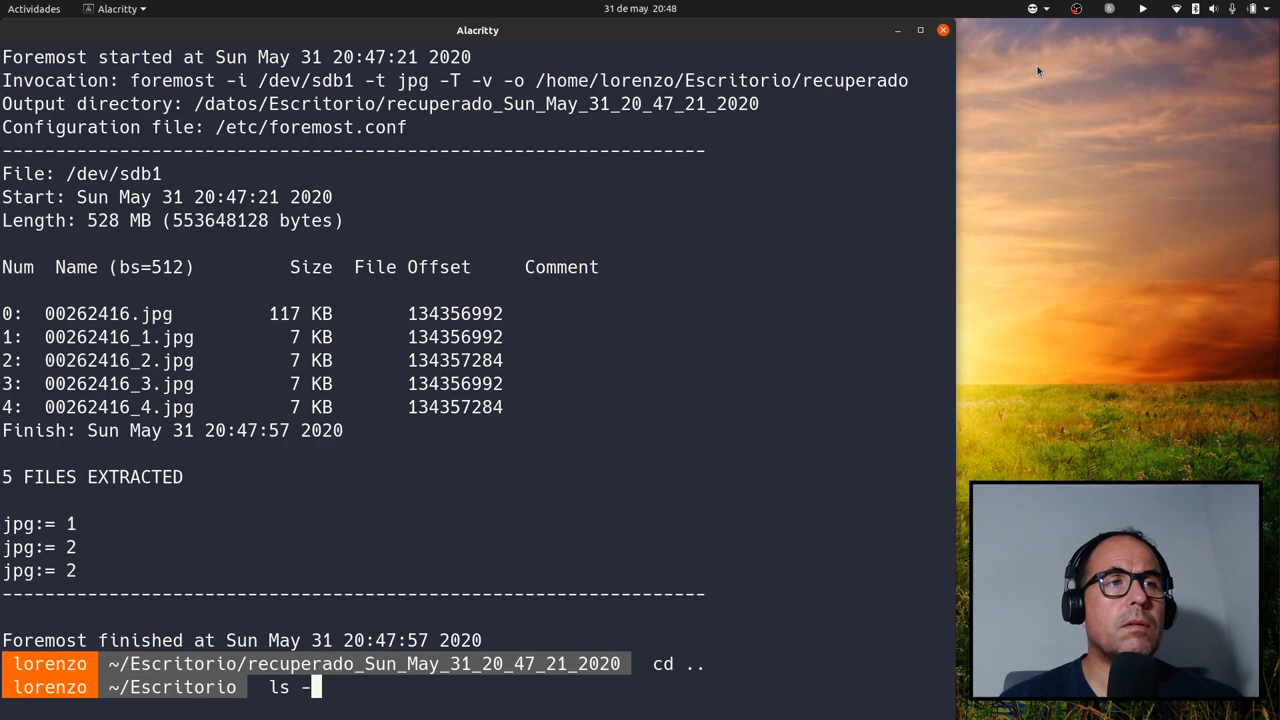 Actividades Alacritty 31 de may 20:48
Alacritty
Foremost started at Sun May 31 20:47:21 2020
Invocation: foremost -i /dev/sdb1 -t jpg -T -v -o /home/lorenzo/Escritorio/recuperado
Output directory: /datos/Escritorio/recuperado_Sun_May_31_20_47_21_2020
Configuration file: /etc/foremost.conf
------------------------------------------------------------------
File: /dev/sdb1
Start: Sun May 31 20:47:21 2020
Length: 528 MB (553648128 bytes)
Num Name (bs=512) Size File Offset Comment
0: 00262416.jpg 117 KB 134356992
1: 00262416_1.jpg 7 KB 134356992
2: 00262416_2.jpg 7 KB 134357284
3: 00262416_3.jpg 7 KB 134356992
4: 00262416_4.jpg 7 KB 134357284
Finish: Sun May 31 20:47:57 2020
5 FILES EXTRACTED
jpg:= 1
jpg:= 2
jpg:= 2
------------------------------------------------------------------
Foremost finished at Sun May 31 20:47:57 2020
lorenzo ~/Escritorio/recuperado_Sun_May_31_20_47_21_2020 cd ..
lorenzo ~/Escritorio ls -